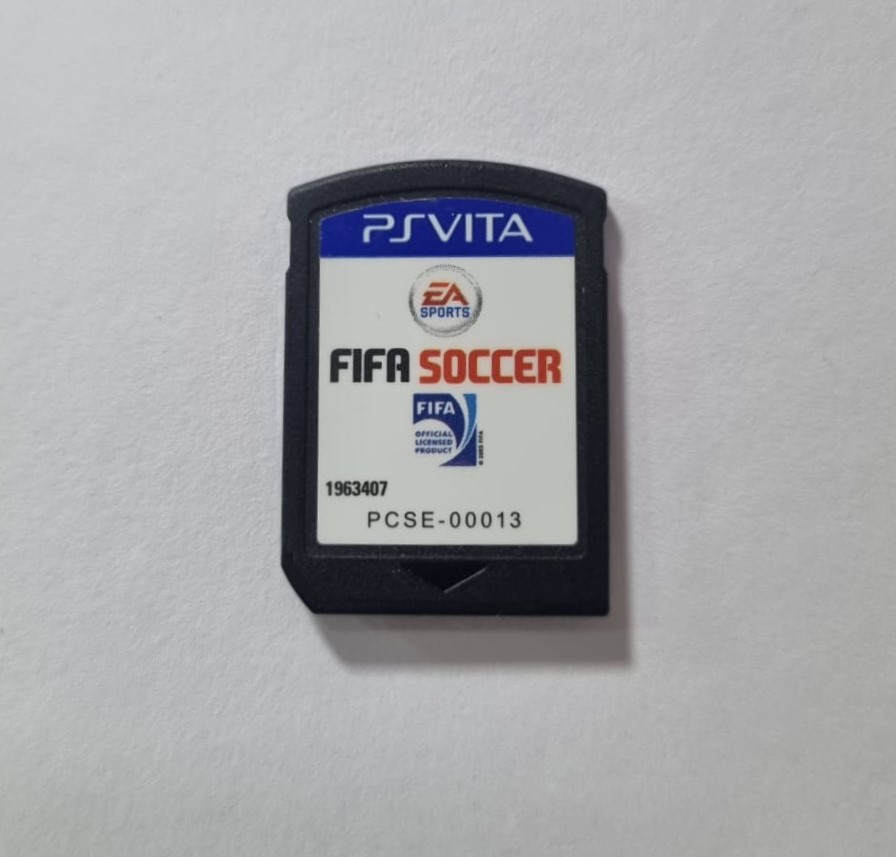 PSVITA
EA
SPORTS
FIFA SOCCER
FIFA
OFFICIAL
LICENSED
PRODUCT
1963407
PCSE-00013